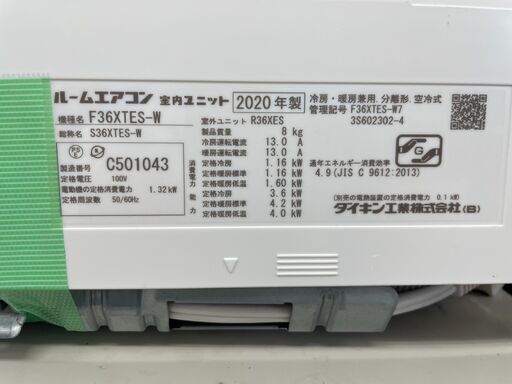 ルームエアコン 室内ユニット 2020年製 冷房・暖房兼用 分離形 空冷式
管理記号 F36XTES-W7
機種名 F36XTES-W 室外ユニット R36XES 3S602302-4
総称名 S36XTES-W 製品質量 8 kg
冷房運転電流 13.0 A
製造番号 C501043 暖房運転電流 13.0 A
定格電圧 100V 消費電力 定格冷房標準 1.16 kW 通年エネルギー消費効率
定格暖房標準 1.16 kW 4.9 (JIS C 9612:2013)
電動機の定格消費電力 1.32 kW 定格暖房低温 1.60 kW
定格周波数 50/60Hz 能力 定格冷房標準 3.6 kW (別売の電動装置の定格消費電力 0.1 kW)
定格暖房標準 4.2 kW ダイキン工業株式会社(B)
定格暖房低温 4.0 kW